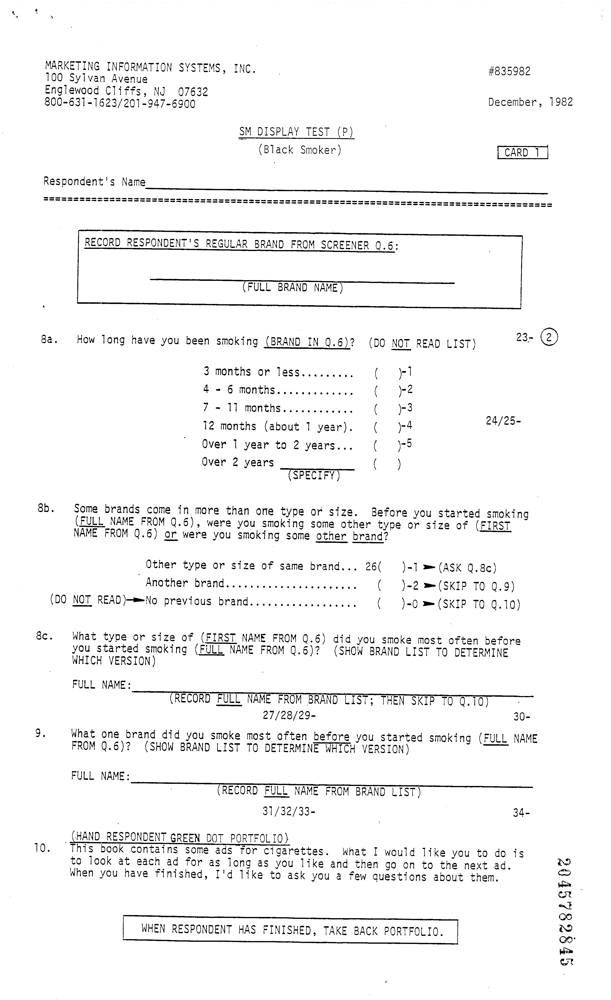 MARKETING INFORMATION SYSTEMS, INC.
100 Sylvan Avenue
Englewood Cliffs, NJ 07632
800-631-1623/201-947-6900
#835982
December, 1982
SM DISPLAY TEST (P)
(Black Smoker)
CARD 1
Respondent's Name
RECORD RESPONDENT'S REGULAR BRAND FROM SCREENER Q.6:
(FULL BRAND NAME)
8a. How long have you been smoking (BRAND IN Q.6)? (DO NOT READ LIST) 23- 2
3 months or less......... ( )-1
4 - 6 months............. ( )-2
7 - 11 months............ ( )-3
12 months (about 1 year). ( )-4 24/25-
Over 1 year to 2 years... ( )-5
Over 2 years ( )
(SPECIFY)
8b. Some brands come in more than one type or size. Before you started smoking
(FULL NAME FROM Q.6), were you smoking some other type or size of (FIRST
NAME FROM Q.6) or were you smoking some other brand?
Other type or size of same brand... 26( )-1 (ASK Q.8c)
Another brand...................... ( )-2 (SKIP TO Q.9)
(DO NOT READ) No previous brand.................. ( )-0 (SKIP TO Q.10)
8c. What type or size of (FIRST NAME FROM Q.6) did you smoke most often before
you started smoking (FULL NAME FROM Q.6)? (SHOW BRAND LIST TO DETERMINE
WHICH VERSION)
FULL NAME:
(RECORD FULL NAME FROM BRAND LIST; THEN SKIP TO Q.10)
27/28/29- 30-
9. What one brand did you smoke most often before you started smoking (FULL NAME
FROM Q.6)? (SHOW BRAND LIST TO DETERMINE WHICH VERSION)
FULL NAME:
(RECORD FULL NAME FROM BRAND LIST)
31/32/33- 34-
(HAND RESPONDENT GREEN DOT PORTFOLIO)
10. This book contains some ads for cigarettes. What I would like you to do is
to look at each ad for as long as you like and then go on to the next ad.
When you have finished, I'd like to ask you a few questions about them.
WHEN RESPONDENT HAS FINISHED, TAKE BACK PORTFOLIO.
2045782845